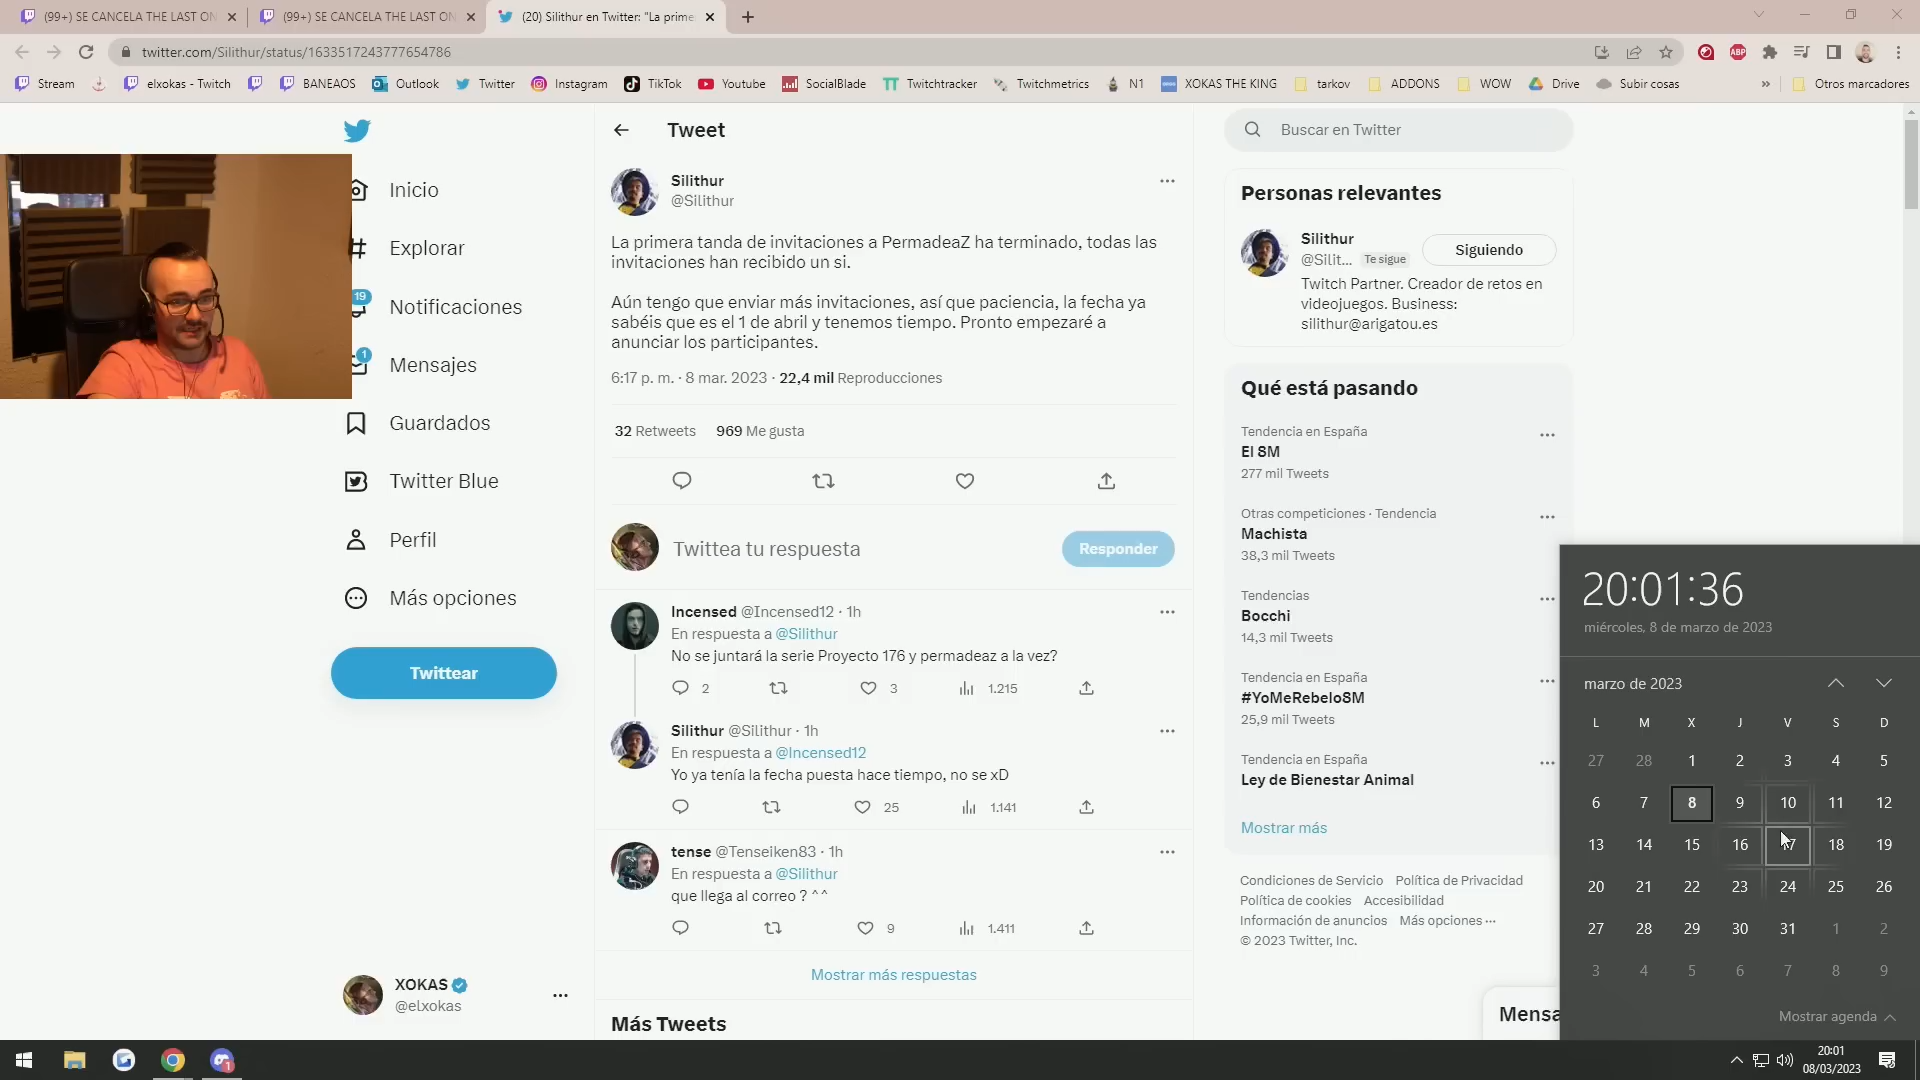 (99+) SE CANCELA THE LAST ON
(99+) SE CANCELA THE LAST ON
(20) Silithur en Twitter: "La prime
twitter.com/Silithur/status/1633517243777654786
ABP
Stream
elxokas - Twitch
BANEAOS
Outlook
Twitter
Instagram
TikTok
Youtube
SocialBlade
Twitchtracker
Twitchmetrics
N1
XOKAS THE KING
tarkov
ADDONS
WOW
Drive
Subir cosas
»
Otros marcadores
Inicio
Explorar
19
Notificaciones
1
Mensajes
Guardados
Twitter Blue
Perfil
Más opciones
Twittear
XOKAS
@elxokas
Tweet
Silithur
@Silithur
La primera tanda de invitaciones a PermadeaZ ha terminado, todas las
invitaciones han recibido un si.
Aún tengo que enviar más invitaciones, así que paciencia, la fecha ya
sabéis que es el 1 de abril y tenemos tiempo. Pronto empezaré a
anunciar los participantes.
6:17 p. m. · 8 mar. 2023 · 22,4 mil Reproducciones
32 Retweets 969 Me gusta
Twittea tu respuesta
Responder
Incensed @Incensed12 · 1h
En respuesta a @Silithur
No se juntará la serie Proyecto 176 y permadeaz a la vez?
2 3 1.215
Silithur @Silithur · 1h
En respuesta a @Incensed12
Yo ya tenía la fecha puesta hace tiempo, no se xD
25 1.141
tense @Tenseiken83 · 1h
En respuesta a @Silithur
que llega al correo ? ^^
9 1.411
Mostrar más respuestas
Más Tweets
Buscar en Twitter
Personas relevantes
Silithur
@Silit... Te sigue
Siguiendo
Twitch Partner. Creador de retos en
videojuegos. Business:
silithur@arigatou.es
Qué está pasando
Tendencia en España
El 8M
277 mil Tweets
Otras competiciones · Tendencia
Machista
38,3 mil Tweets
Tendencias
Bocchi
14,3 mil Tweets
Tendencia en España
#YoMeRebelo8M
25,9 mil Tweets
Tendencia en España
Ley de Bienestar Animal
Mostrar más
Condiciones de Servicio Política de Privacidad
Política de cookies Accesibilidad
Información de anuncios Más opciones ···
© 2023 Twitter, Inc.
Mensa
20:01:36
miércoles, 8 de marzo de 2023
marzo de 2023
L M X J V S D
27 28 1 2 3 4 5
6 7 8 9 10 11 12
13 14 15 16 17 18 19
20 21 22 23 24 25 26
27 28 29 30 31 1 2
3 4 5 6 7 8 9
Mostrar agenda
1
20:01
08/03/2023